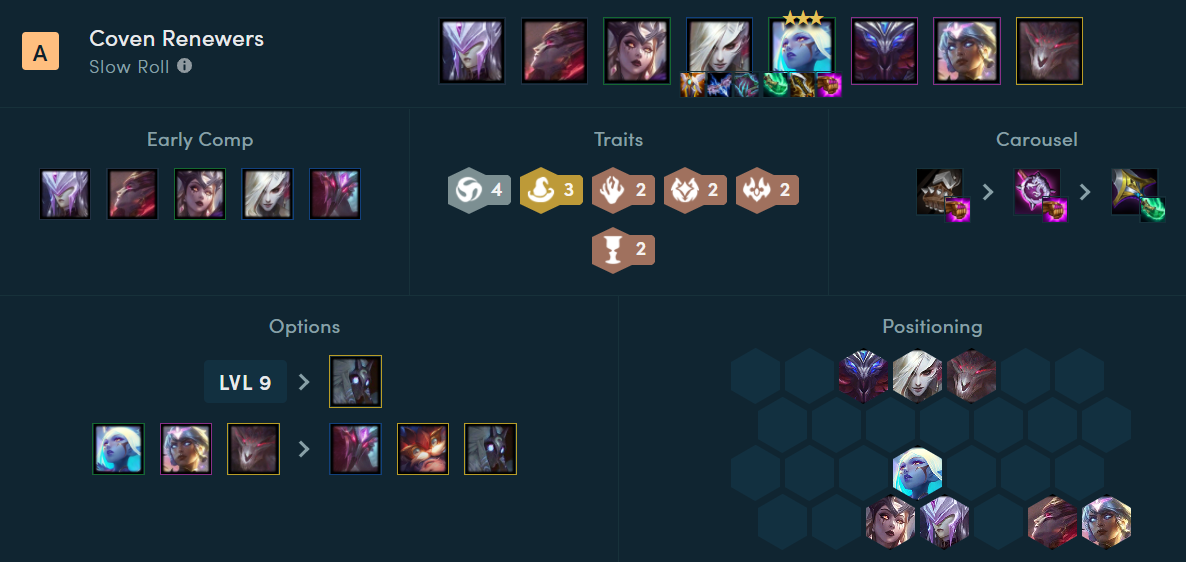 A
Coven Renewers
Slow Roll
Early Comp
Traits
Carousel
4
3
2
2
2
2
Options
Positioning
LVL 9